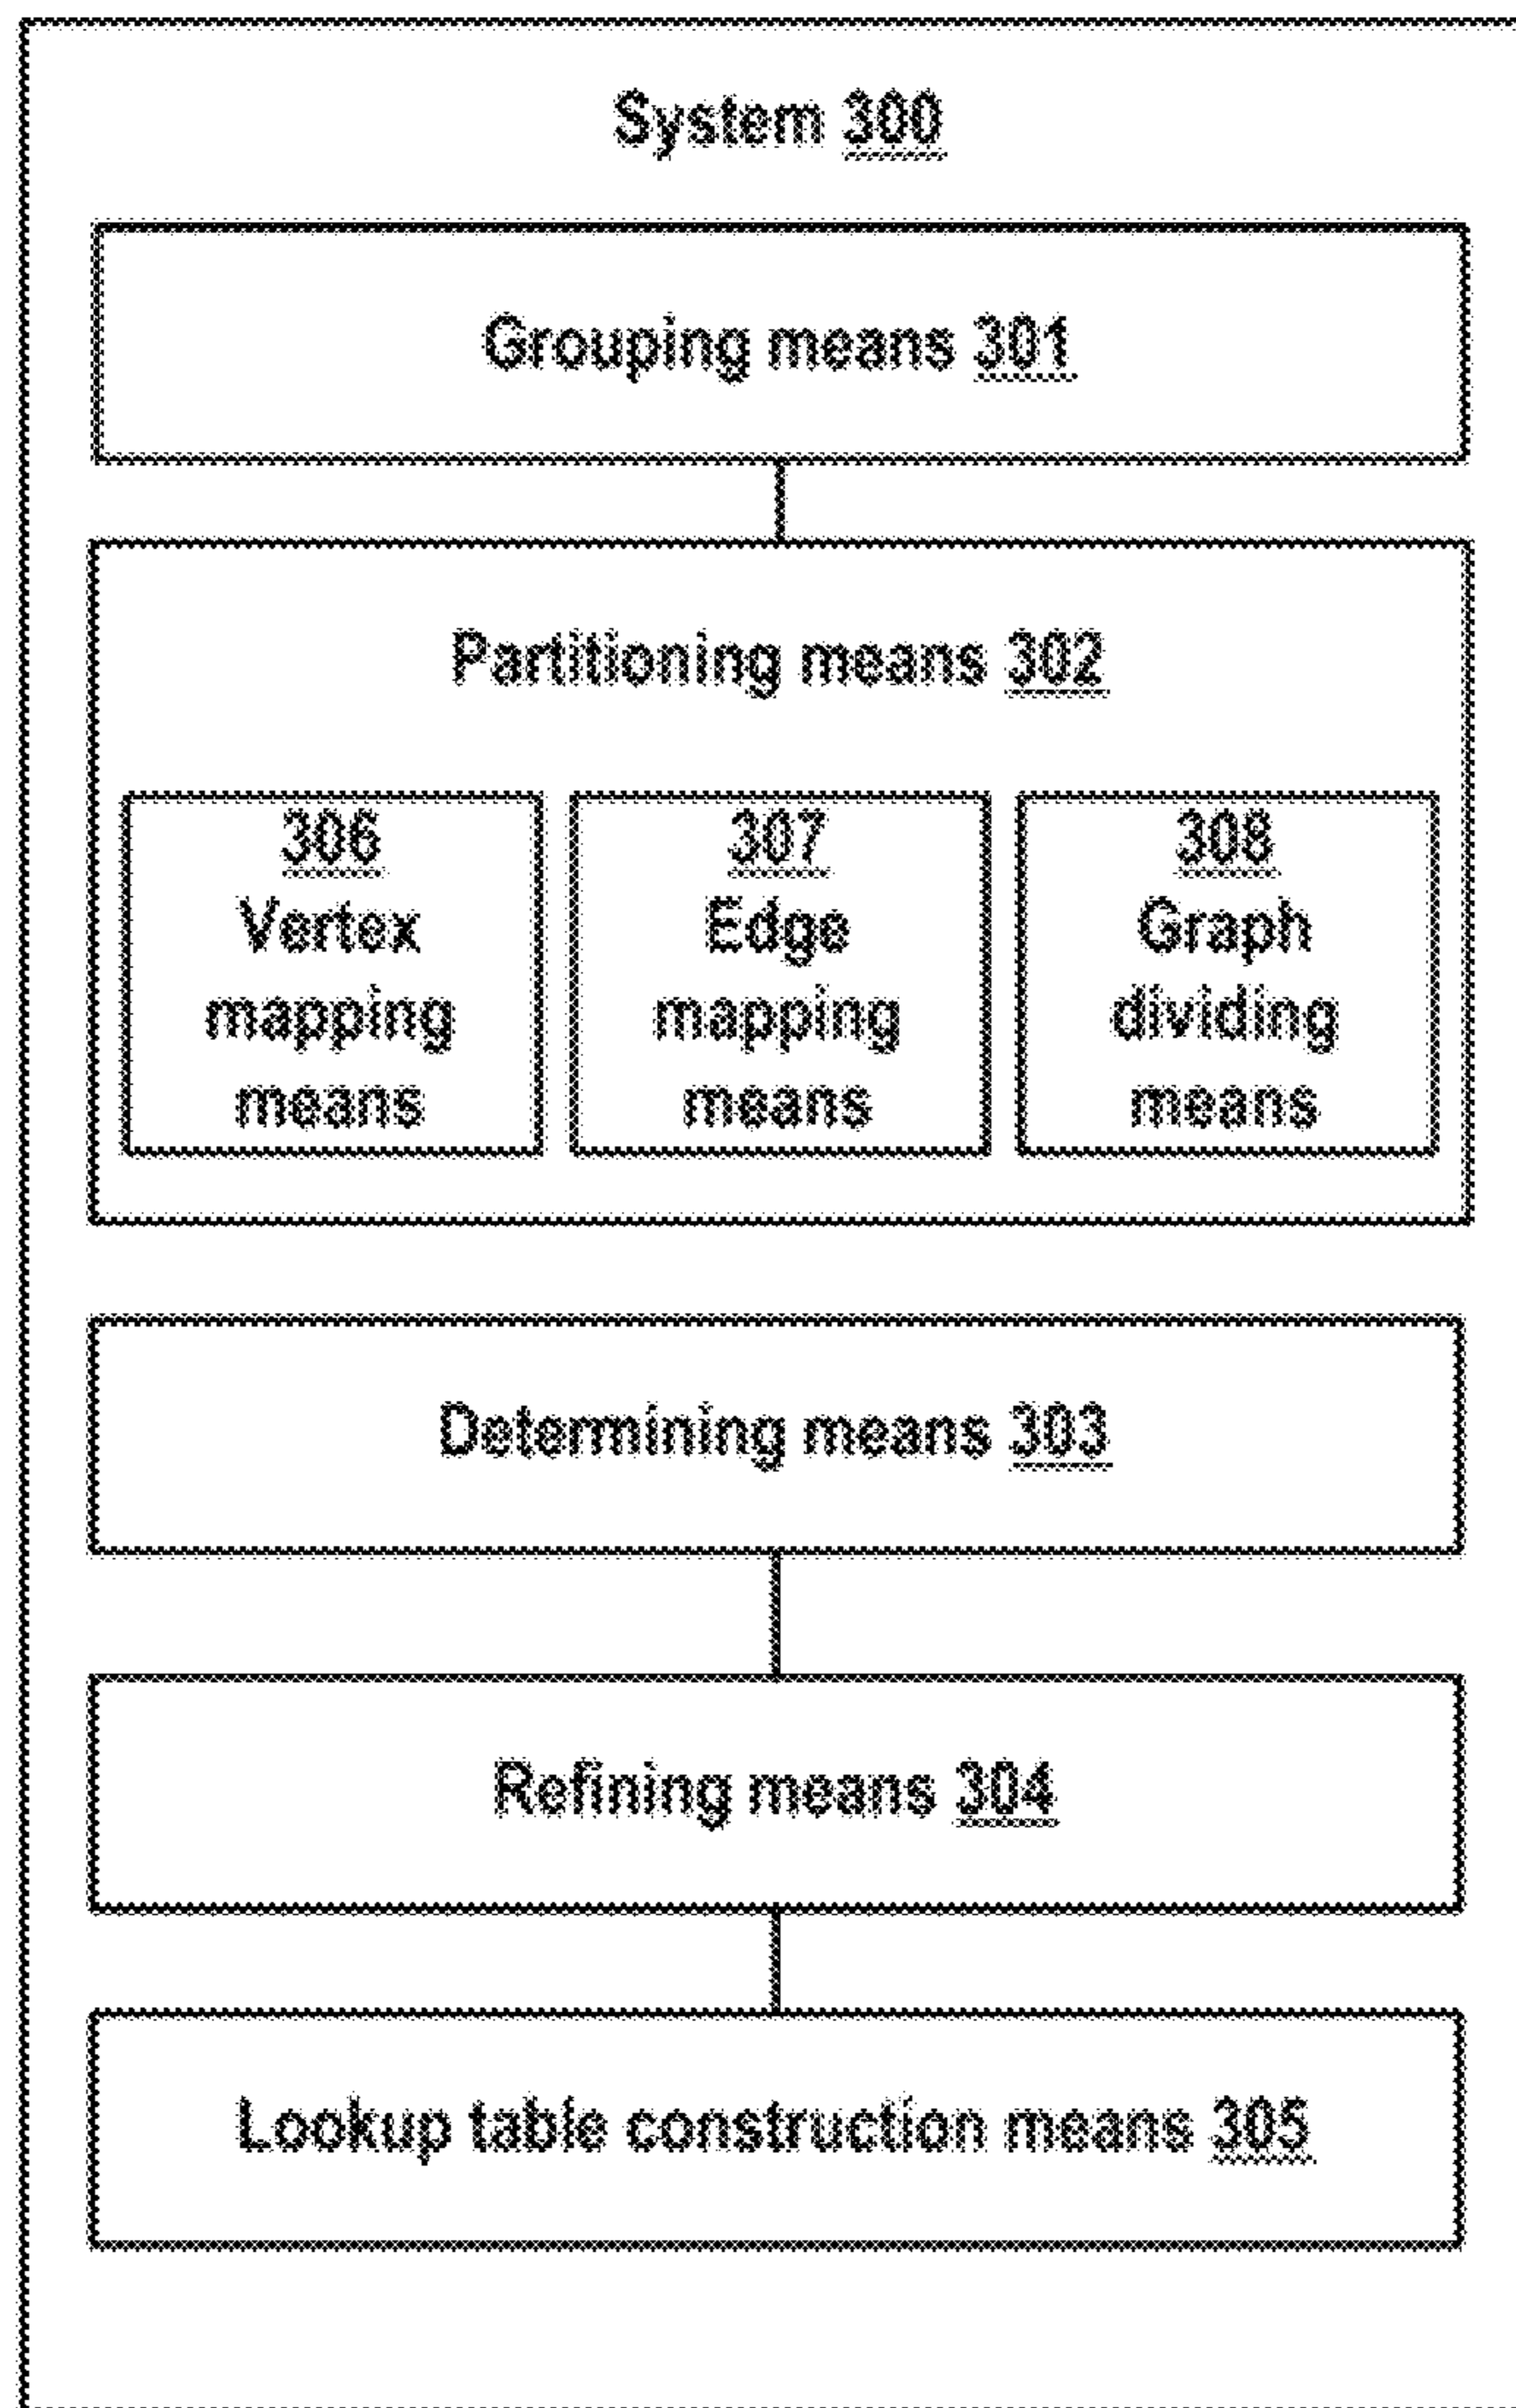 System 300
Grouping means 301
Partitioning means 302
306
Vertex
mapping
means
307
Edge
mapping
means
308
Graph
dividing
means
Determining means 303
Refining means 304
Lookup table construction means 305